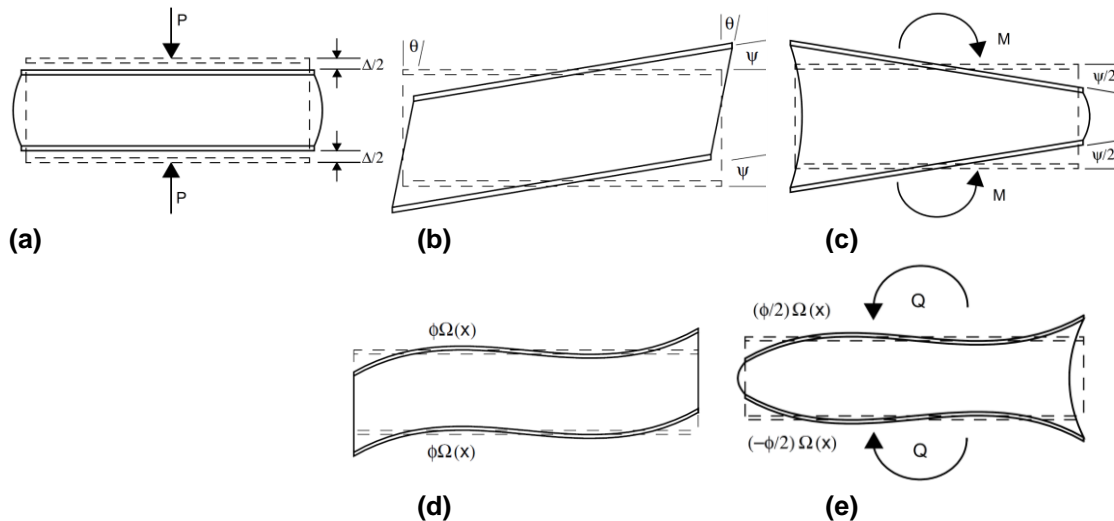 P
Δ/2
Δ/2
P
(a)
θ
θ
ψ
ψ
(b)
M
ψ/2
ψ/2
M
(c)
ϕΩ(x)
ϕΩ(x)
(d)
Q
(ϕ/2) Ω(x)
(−ϕ/2) Ω(x)
Q
(e)